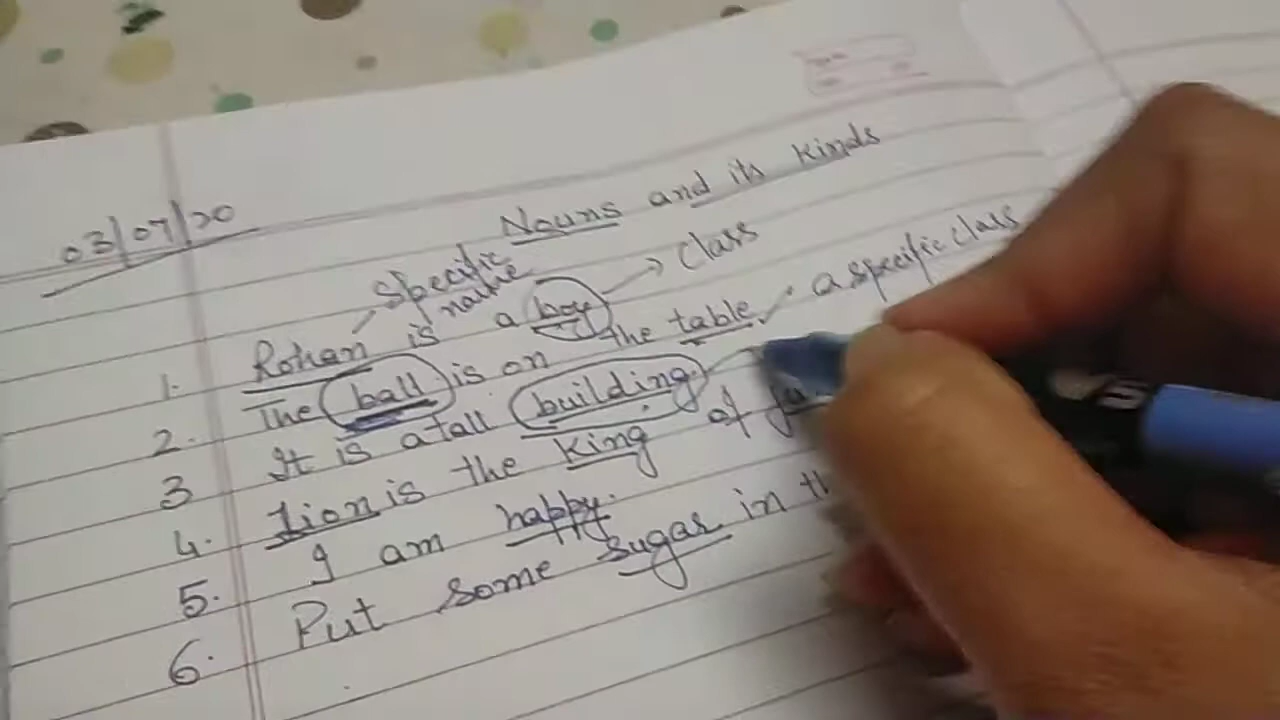 03/07/20
Nouns and its kinds
Specific name
class
1. Rohan is a boy
a specific class
2. The ball is on the table.
3 It is a tall building.
4. Lion is the king of
5. I am happy.
6. Put some sugar in